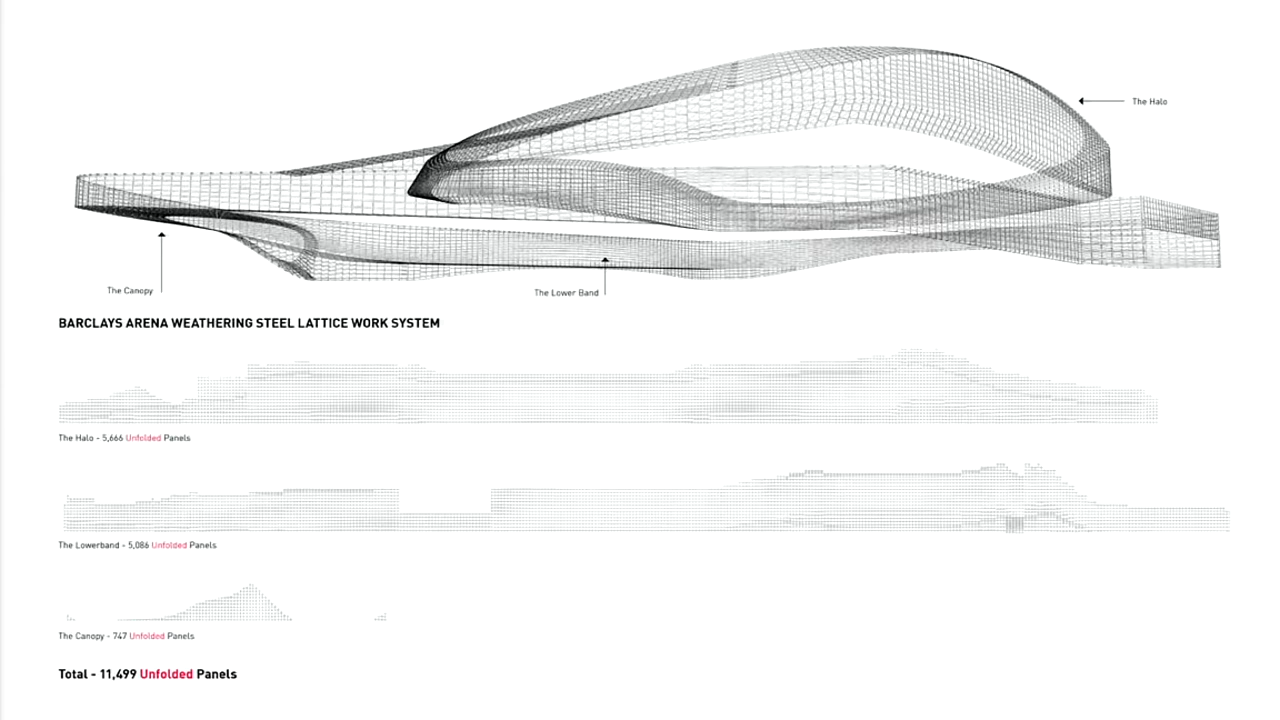 The Halo
The Canopy
The Lower Band
BARCLAYS ARENA WEATHERING STEEL LATTICE WORK SYSTEM
The Halo - 5,666 Unfolded Panels
The Lowerband - 5,086 Unfolded Panels
The Canopy - 747 Unfolded Panels
Total - 11,499 Unfolded Panels